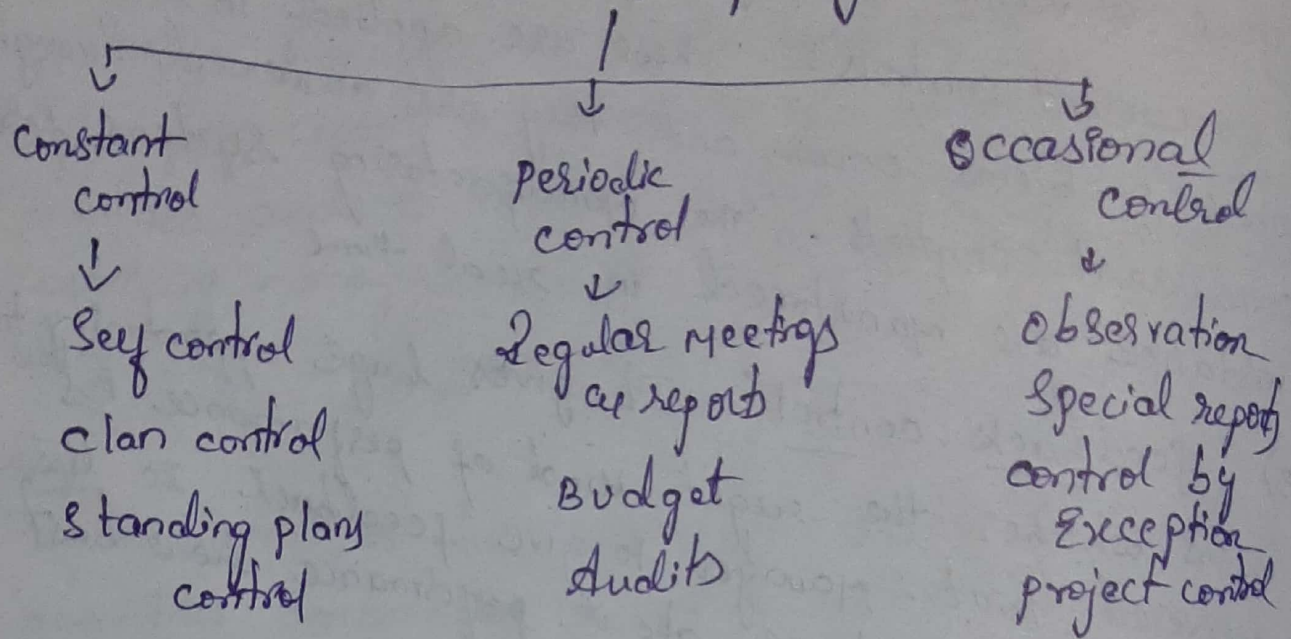 Constant
control
Self control
clan control
Standing plans
control
Periodic
control
Regular Meetings
reports
Budget
Audits
Occasional
Control
Observation
Special reports
control by
Exception
project control